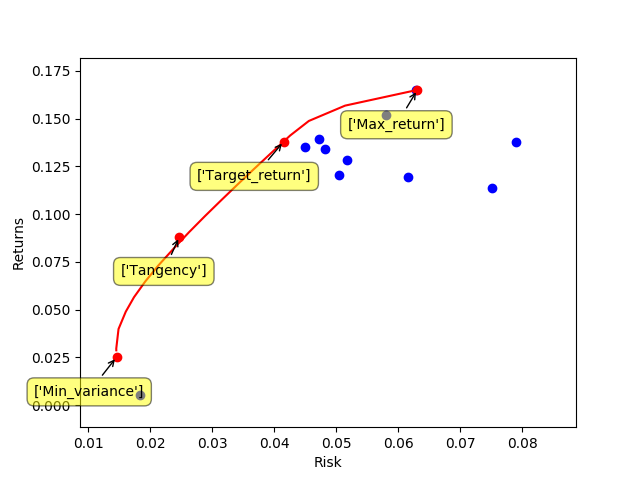 0.175
0.150
['Max_return']
0.125
['Target_return']
0.100
Returns
0.075
['Tangency']
0.050
0.025
['Min_variance']
0.000
0.01 0.02 0.03 0.04 0.05 0.06 0.07 0.08
Risk